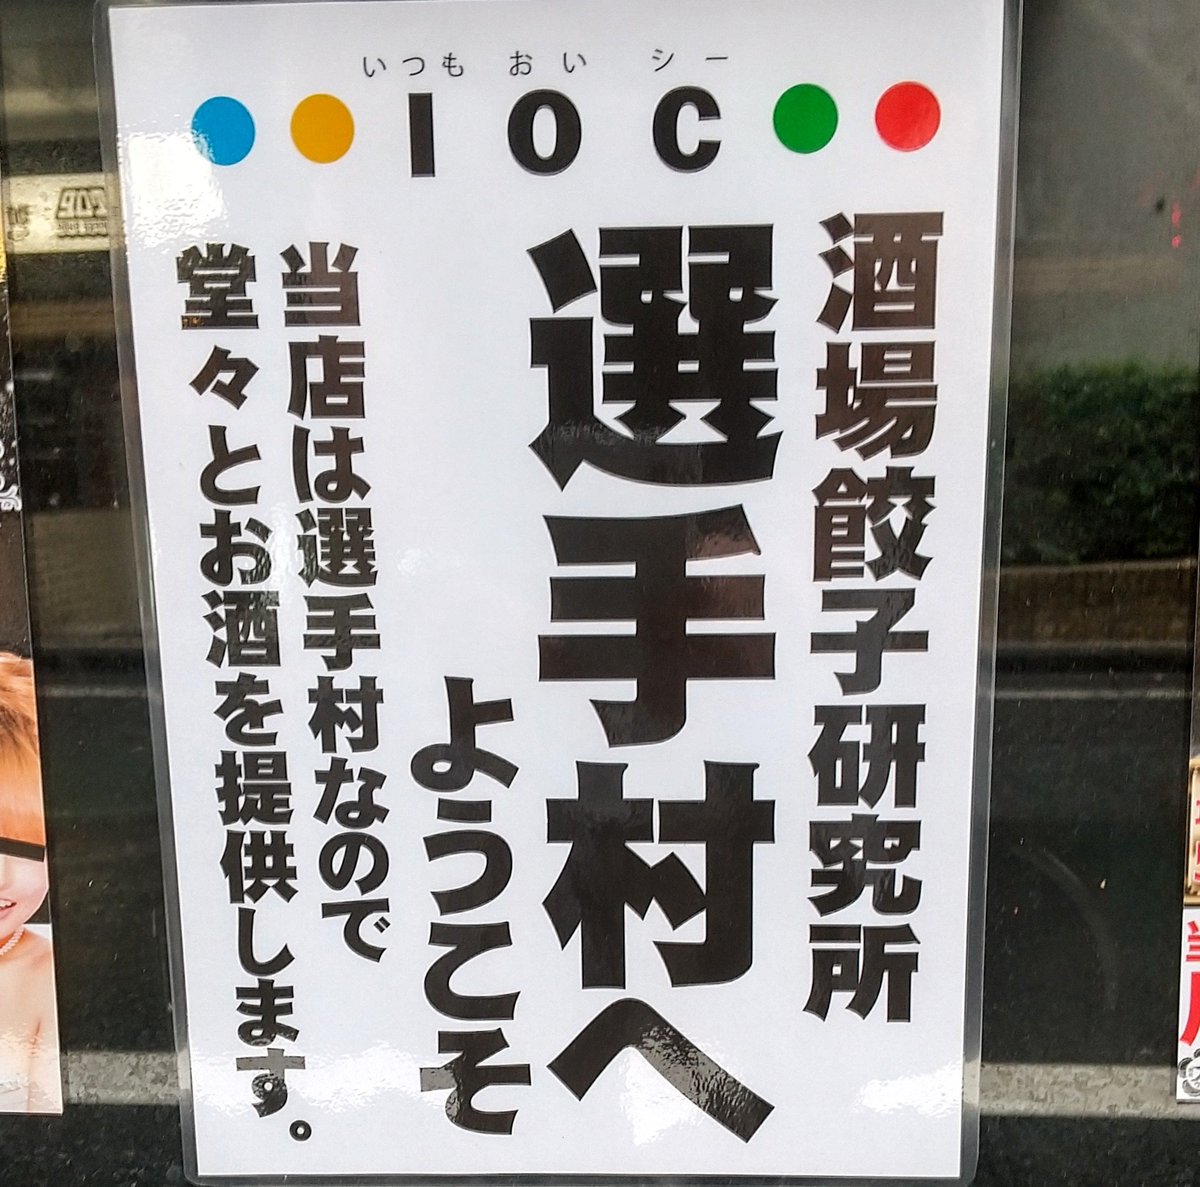 いつも おい シー
IOC
酒場餃子研究所
選手村へ
ようこそ
当店は選手村なので
堂々とお酒を提供します。